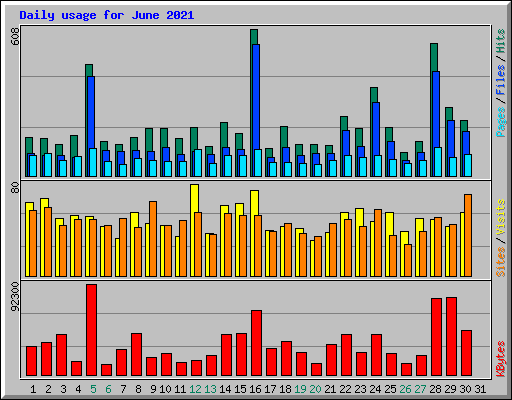 Daily usage for June 2021
608
Pages / Files / Hits
80
Sites / Visits
92300
KBytes
1 2 3 4 5 6 7 8 9 10 11 12 13 14 15 16 17 18 19 20 21 22 23 24 25 26 27 28 29 30 31